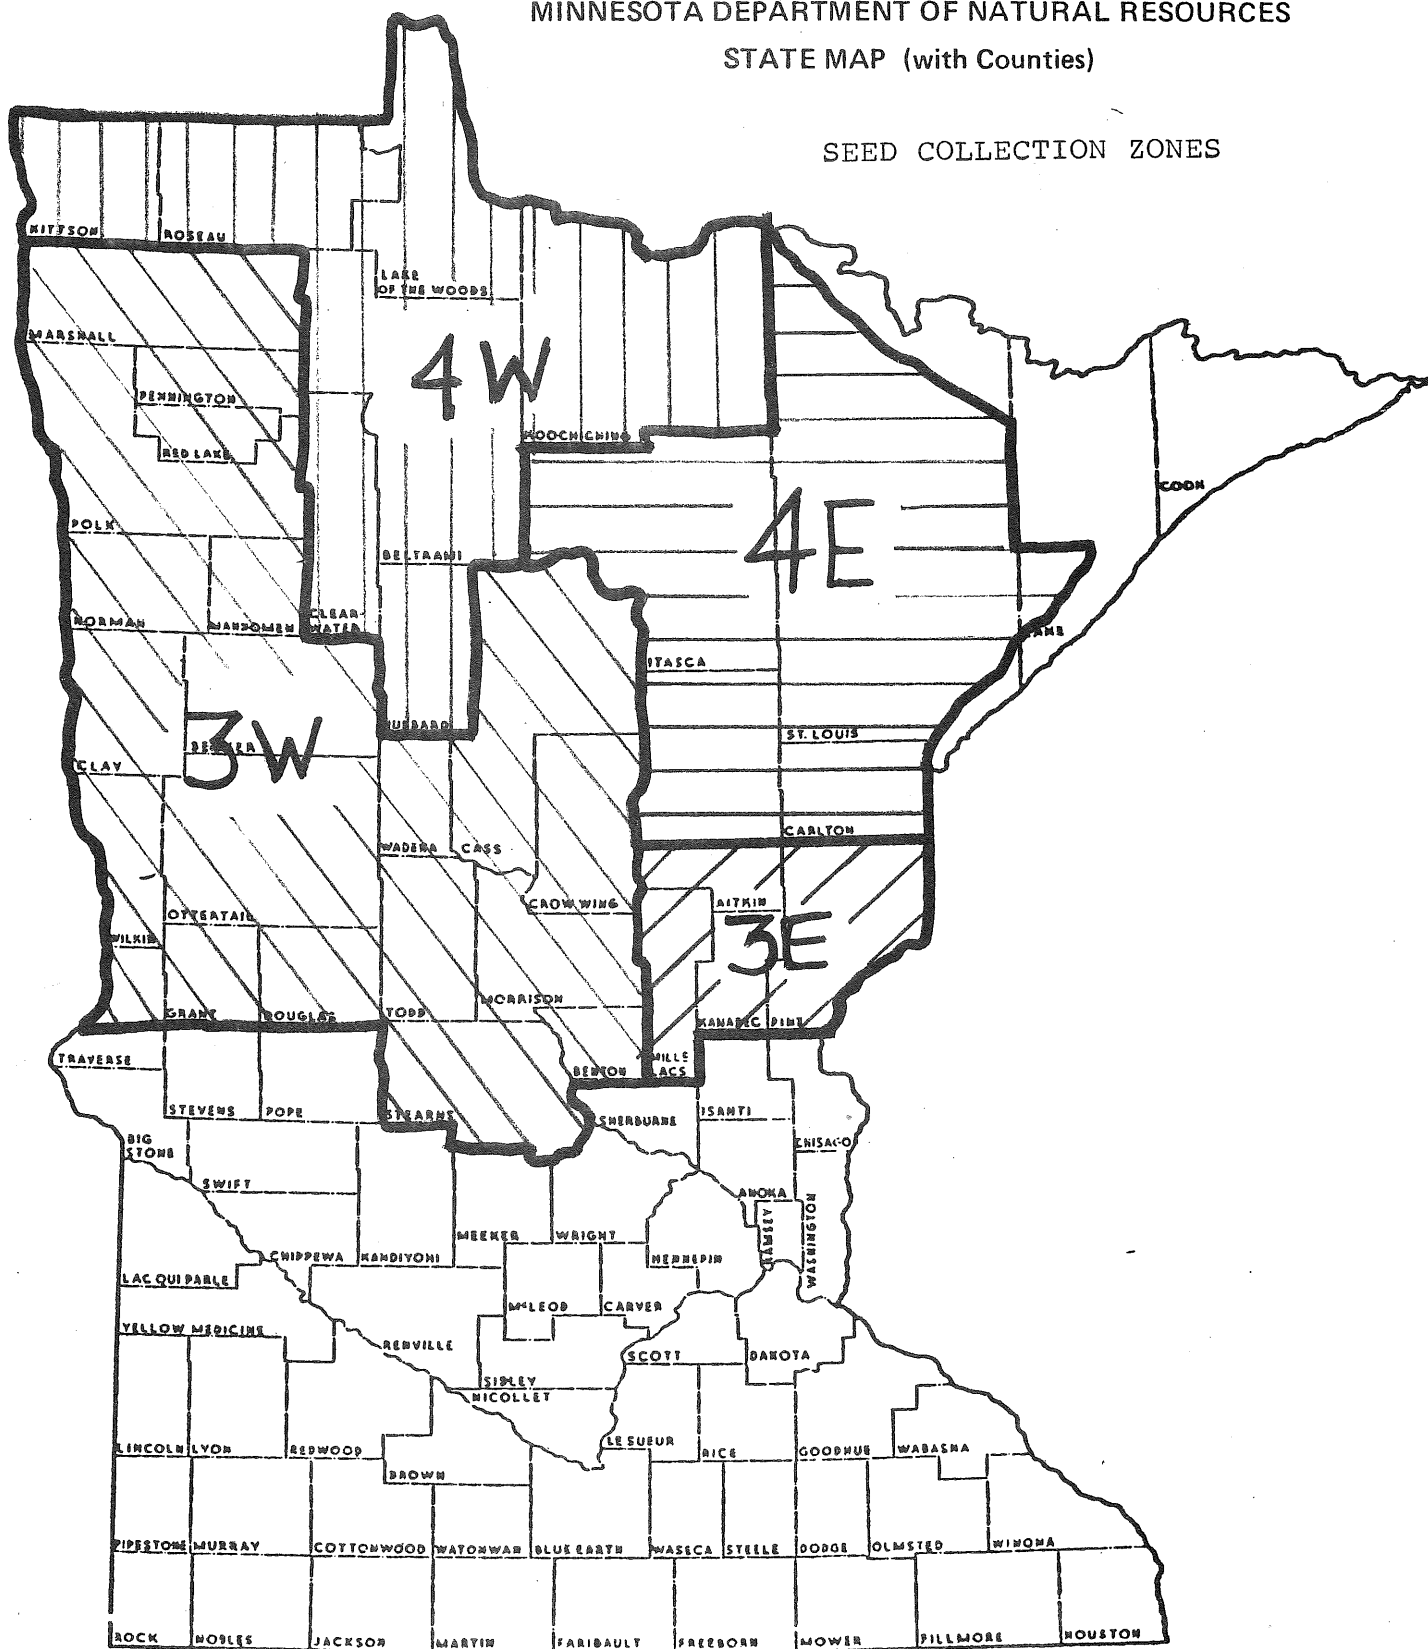 MINNESOTA DEPARTMENT OF NATURAL RESOURCES
STATE MAP (with Counties)
SEED COLLECTION ZONES
KITTSON
ROSEAU
LAKE
OF THE WOODS
MARSHALL
4W
PENNINGTON
KOOCHICHING
RED LAKE
COOK
POLK
4E
BELTRAMI
NORMAN
MAHNOMEN
CLEAR
WATER
LAKE
ITASCA
HUBBARD
3W
BECKER
ST. LOUIS
CLAY
CARLTON
WADENA
CASS
CROW WING
AITKIN
OTTERTAIL
WILKIN
3E
MORRISON
GRANT
DOUGLAS
TODD
KANABEC
PINE
TRAVERSE
MILLE
LACS
BENTON
STEVENS
POPE
STEARNS
SHERBURNE
ISANTI
BIG
STONE
CHISAGO
SWIFT
ANOKA
RAMSEY
WASHINGTON
MEEKER
WRIGHT
CHIPPEWA
KANDIYOHI
HENNEPIN
LAC QUI PARLE
McLEOD
CARVER
YELLOW MEDICINE
RENVILLE
SCOTT
DAKOTA
SIBLEY
NICOLLET
LE SUEUR
RICE
GOODHUE
WABASHA
LINCOLN
LYON
REDWOOD
BROWN
PIPESTONE
MURRAY
COTTONWOOD
WATONWAN
BLUE EARTH
WASECA
STEELE
DODGE
OLMSTED
WINONA
ROCK
NOBLES
JACKSON
MARTIN
FARIBAULT
FREEBORN
MOWER
FILLMORE
HOUSTON